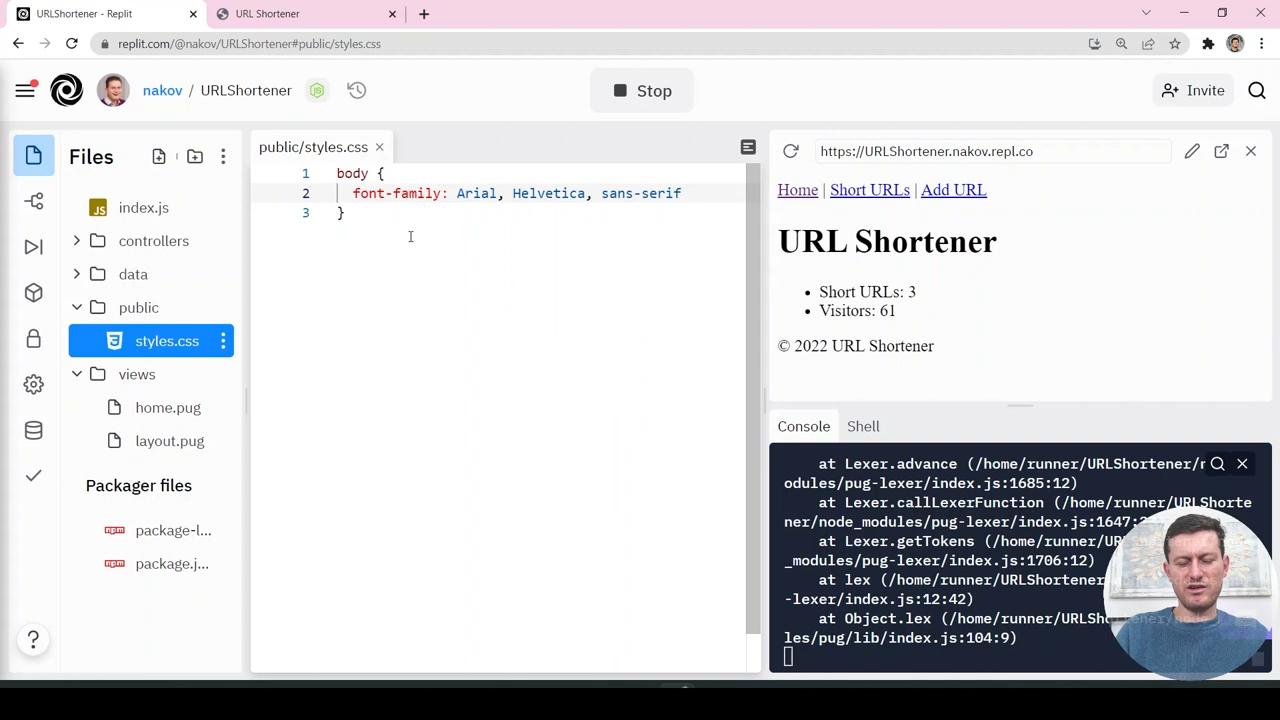 URLShortener - Replit
URL Shortener
replit.com/@nakov/URLShortener#public/styles.css
nakov / URLShortener
Stop
Invite
Files
index.js
controllers
data
public
styles.css
views
home.pug
layout.pug
Packager files
package-l...
package.j...
public/styles.css
1 body {
2 font-family: Arial, Helvetica, sans-serif
3 }
https://URLShortener.nakov.repl.co
Home | Short URLs | Add URL
URL Shortener
• Short URLs: 3
• Visitors: 61
© 2022 URL Shortener
Console
Shell
at Lexer.advance (/home/runner/URLShortener/n
odules/pug-lexer/index.js:1685:12)
at Lexer.callLexerFunction (/home/runner/URLShorte
ner/node_modules/pug-lexer/index.js:1647:
at Lexer.getTokens (/home/runner/
_modules/pug-lexer/index.js:1706:12)
at lex (/home/runner/URLShortener
-lexer/index.js:12:42)
at Object.lex (/home/runner/
les/pug/lib/index.js:104:9)